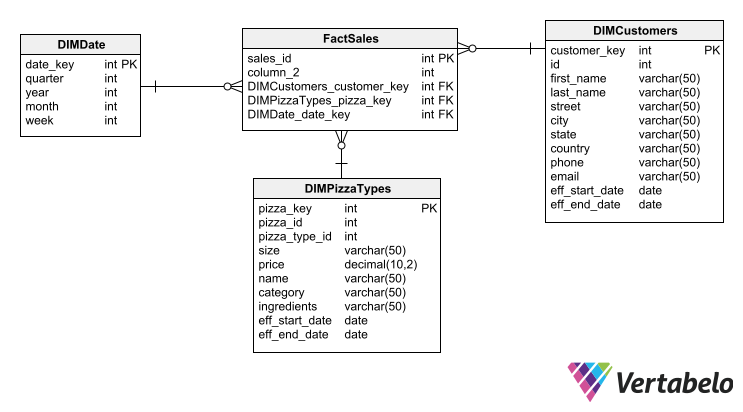 DIMDate
date_key int PK
quarter int
year int
month int
week int
FactSales
sales_id int PK
column_2 int
DIMCustomers_customer_key int FK
DIMPizzaTypes_pizza_key int FK
DIMDate_date_key int FK
DIMCustomers
customer_key int PK
id int
first_name varchar(50)
last_name varchar(50)
street varchar(50)
city varchar(50)
state varchar(50)
country varchar(50)
phone varchar(50)
email varchar(50)
eff_start_date date
eff_end_date date
DIMPizzaTypes
pizza_key int PK
pizza_id int
pizza_type_id int
size varchar(50)
price decimal(10,2)
name varchar(50)
category varchar(50)
ingredients varchar(50)
eff_start_date date
eff_end_date date
Vertabelo